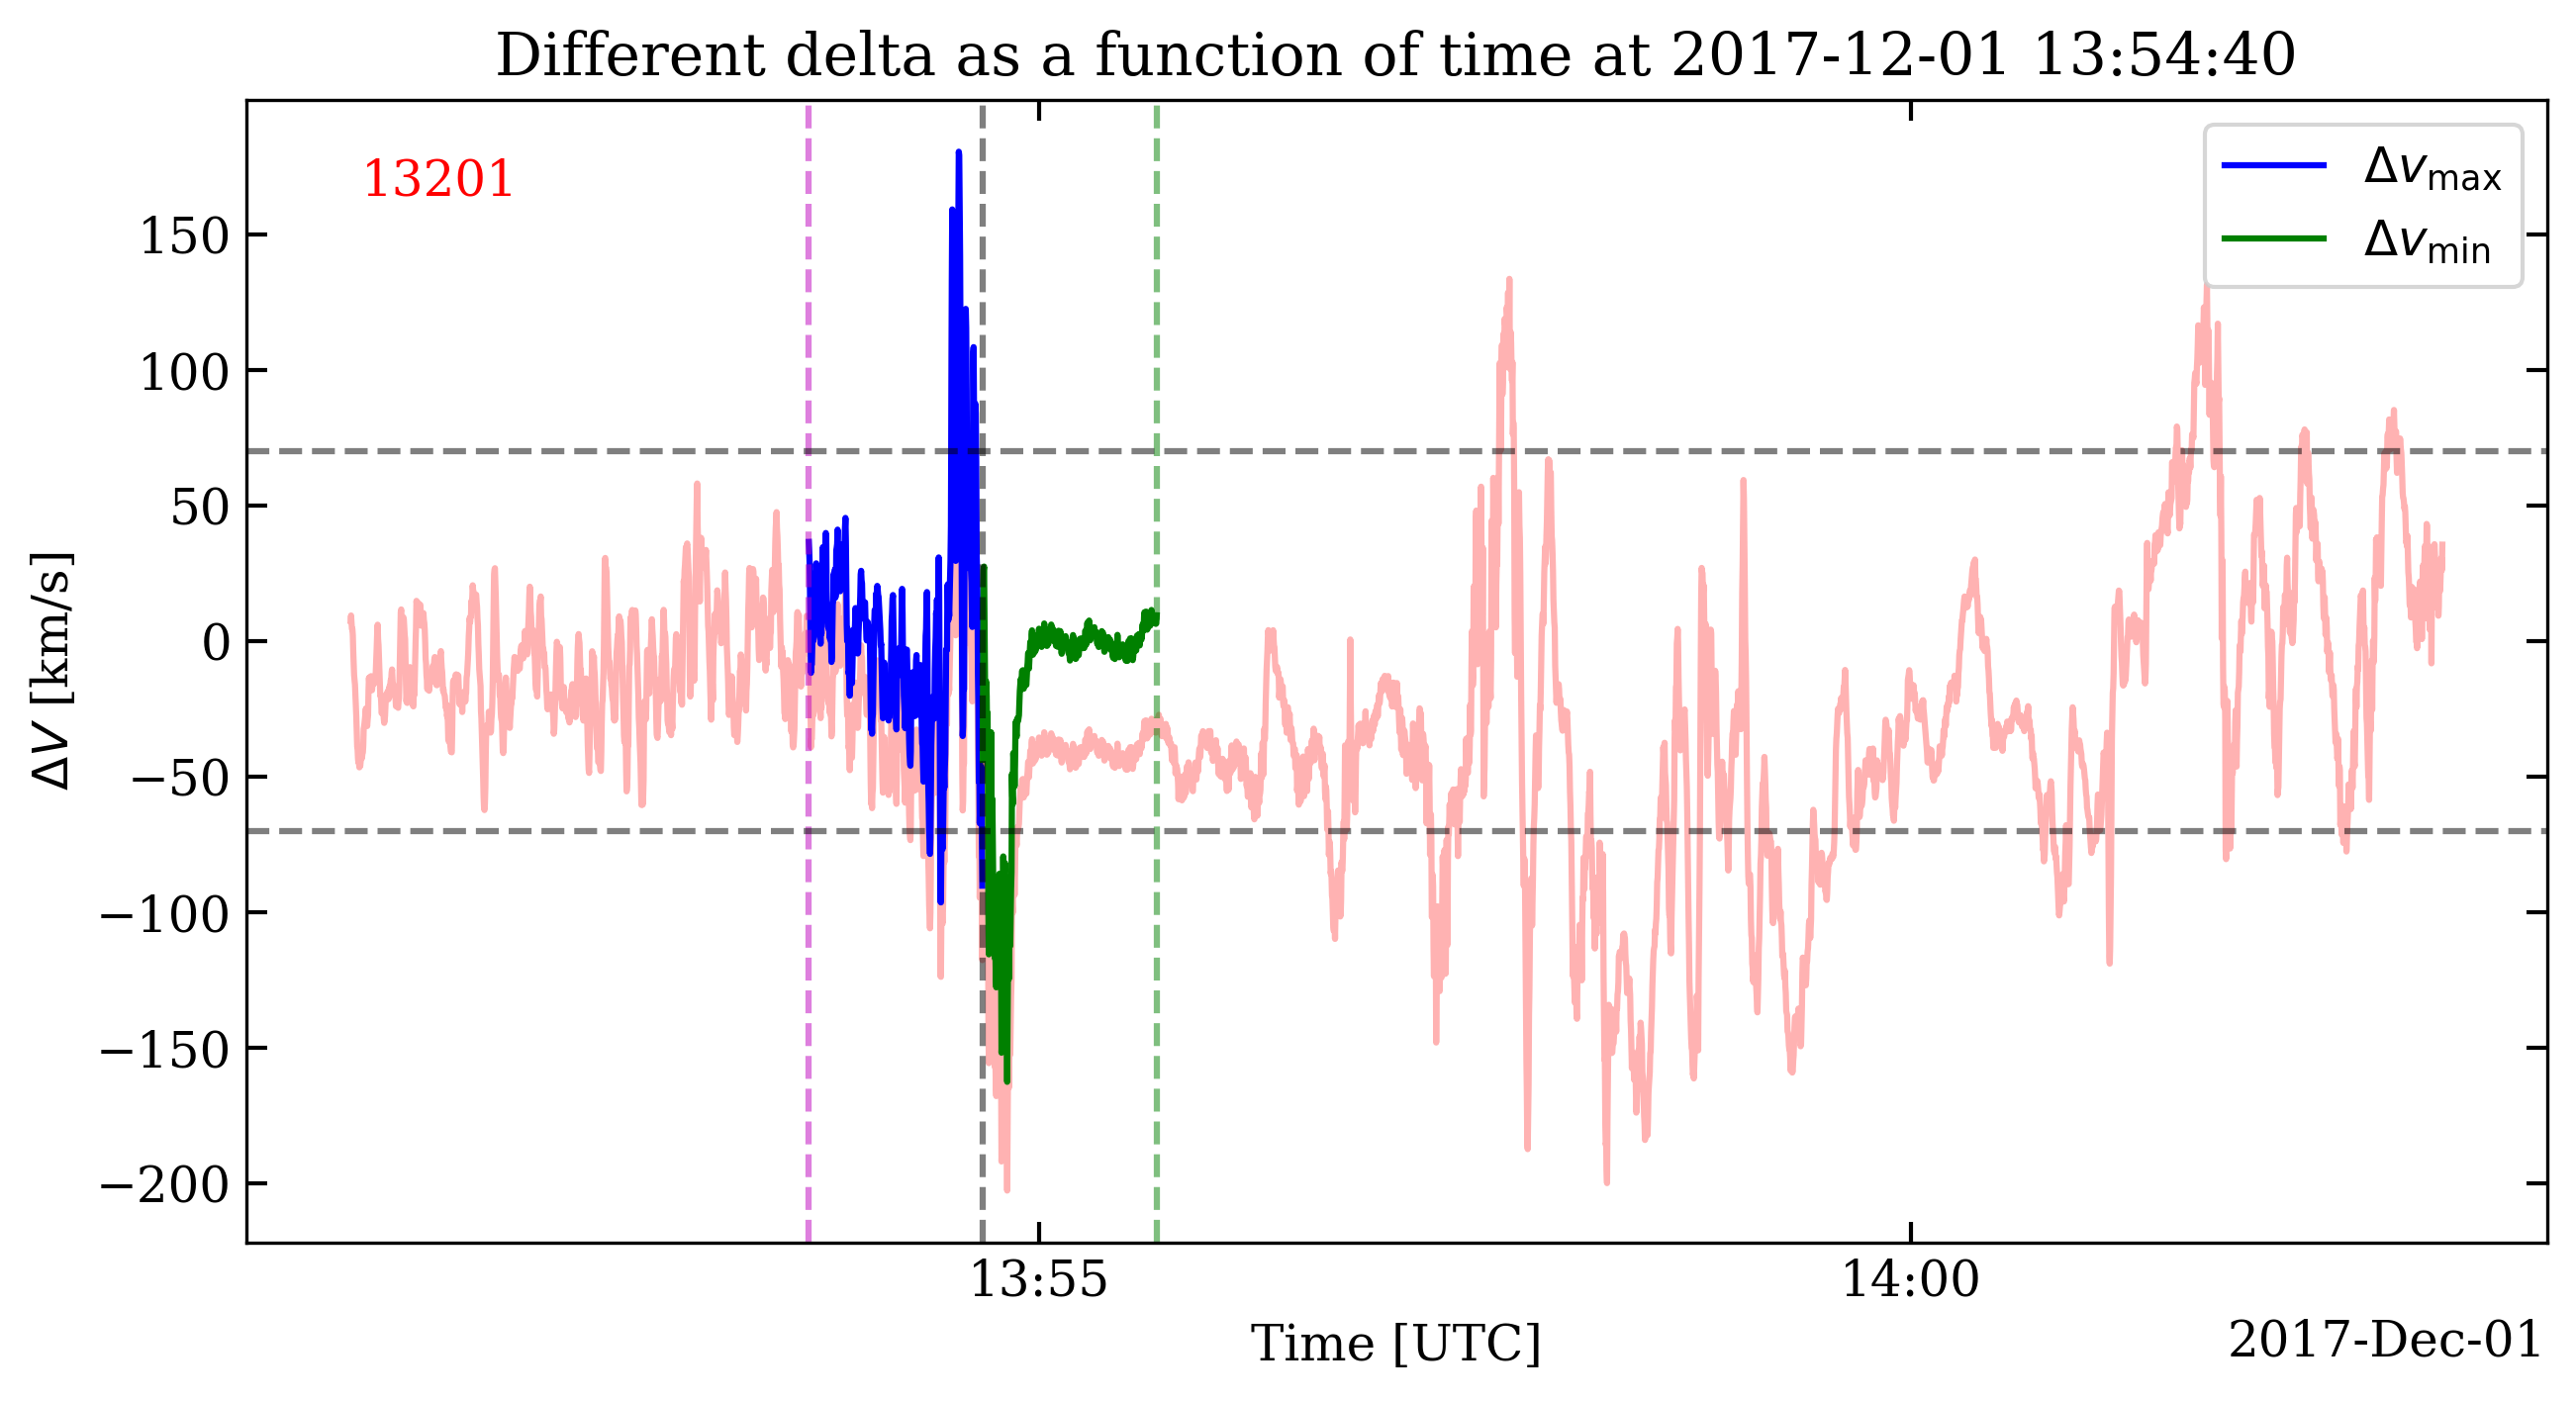 Different delta as a function of time at 2017-12-01 13:54:40
13201
Δvmax
Δvmin
150
100
50
0
−50
−100
−150
−200
ΔV [km/s]
13:55
14:00
Time [UTC]
2017-Dec-01